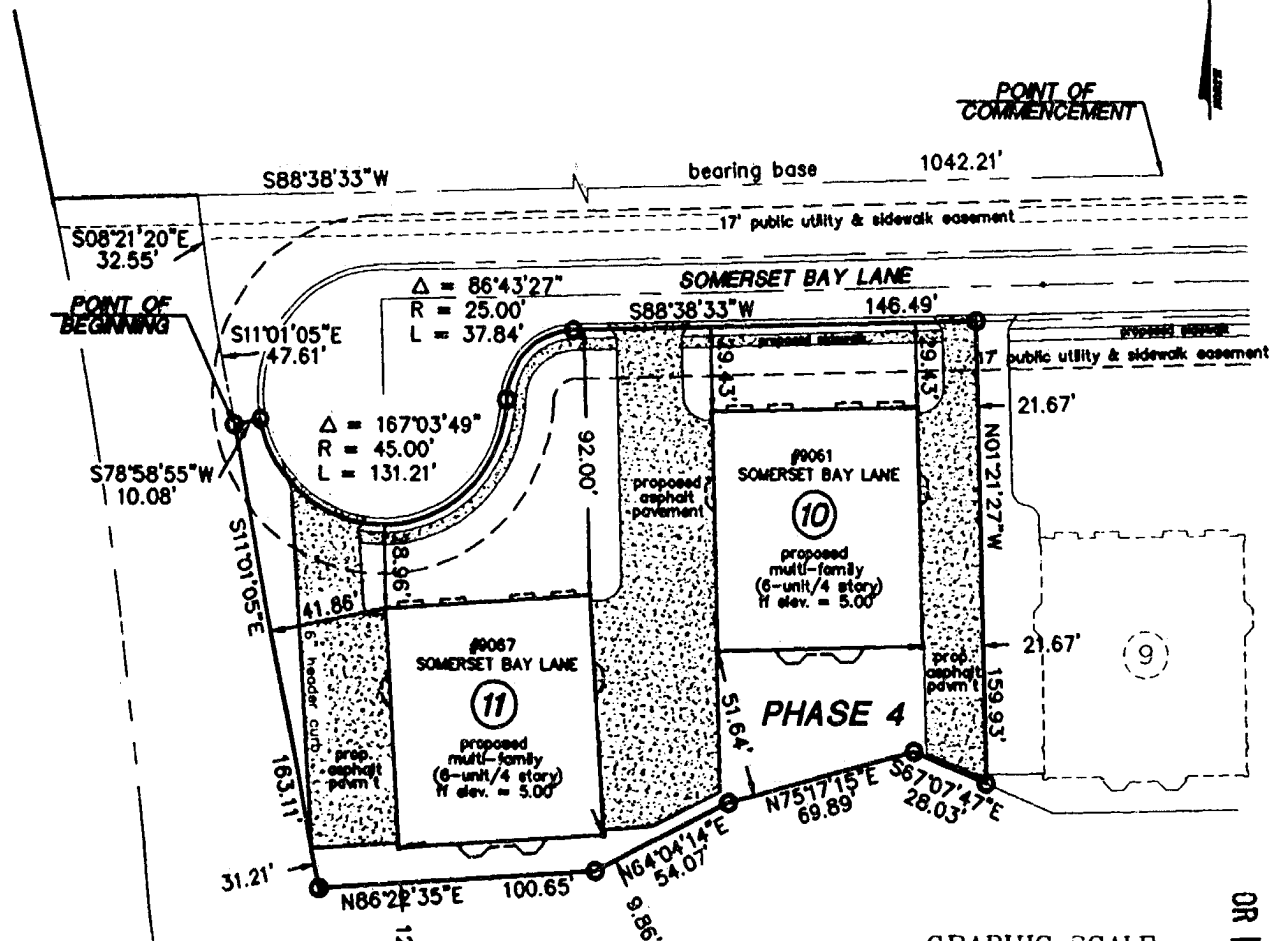 NORTH
POINT OF
COMMENCEMENT
S88°38'33"W
bearing base
1042.21'
17' public utility & sidewalk easement
S08°21'20"E
32.55'
SOMERSET BAY LANE
Δ = 86°43'27"
R = 25.00'
L = 37.84'
S88°38'33"W
146.49'
POINT OF
BEGINNING
S11°01'05"E
47.61'
proposed sidewalk
proposed sidewalk
17' public utility & sidewalk easement
29.43'
29.43'
21.67'
Δ = 167°03'49"
R = 45.00'
L = 131.21'
S78°58'55"W
10.08'
92.00'
#9061
SOMERSET BAY LANE
10
proposed
multi-family
(6-unit/4 story)
ff elev. = 5.00'
proposed
asphalt
pavement
N01°21'27"W
159.93'
S11°01'05"E
163.11'
41.86'
6" header curb
#9067
SOMERSET BAY LANE
11
proposed
multi-family
(6-unit/4 story)
ff elev. = 5.00'
prop.
asphalt
pavm't
21.67'
9
prop.
asphalt
pavm't
PHASE 4
51.64'
N75°17'15"E
69.89'
S67°07'47"E
28.03'
N64°04'14"E
54.07'
31.21'
N86°22'35"E
100.65'
9.86'
OR
GRAPHIC SCALE